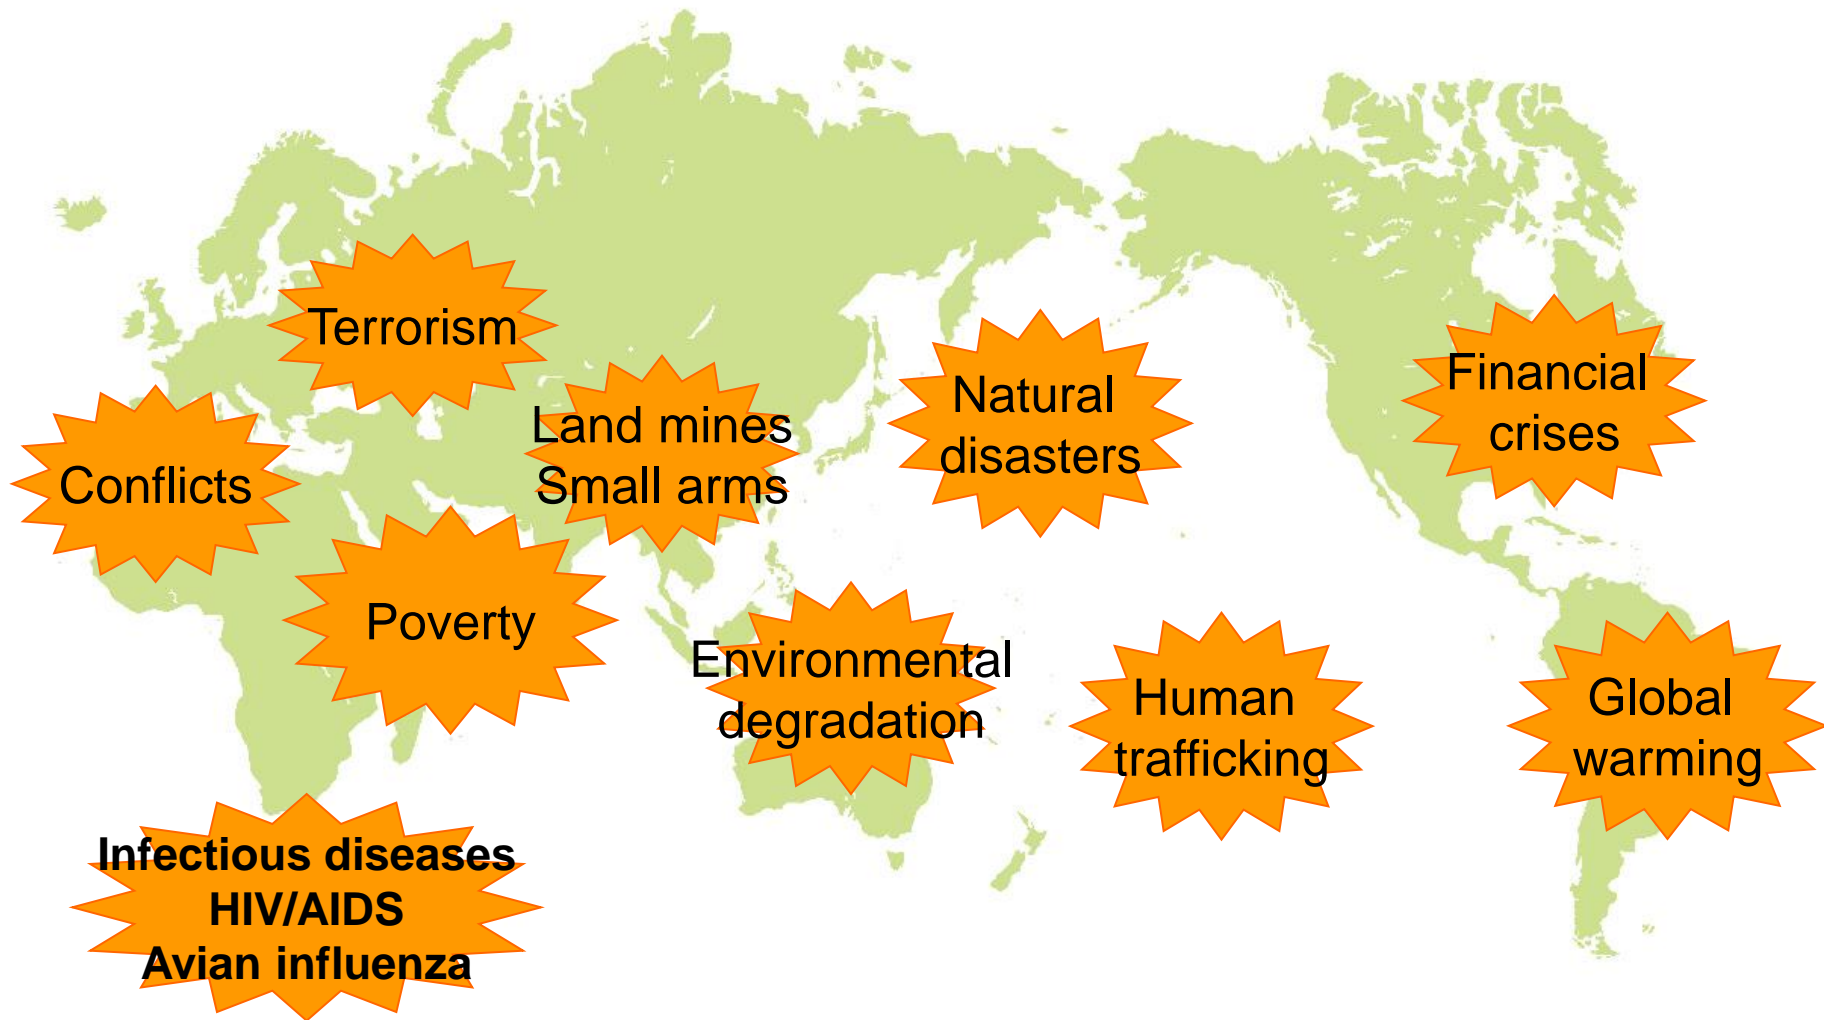 Terrorism
Conflicts
Land mines
Small arms
Natural
disasters
Financial
crises
Poverty
Environmental
degradation
Human
trafficking
Global
warming
Infectious diseases
HIV/AIDS
Avian influenza